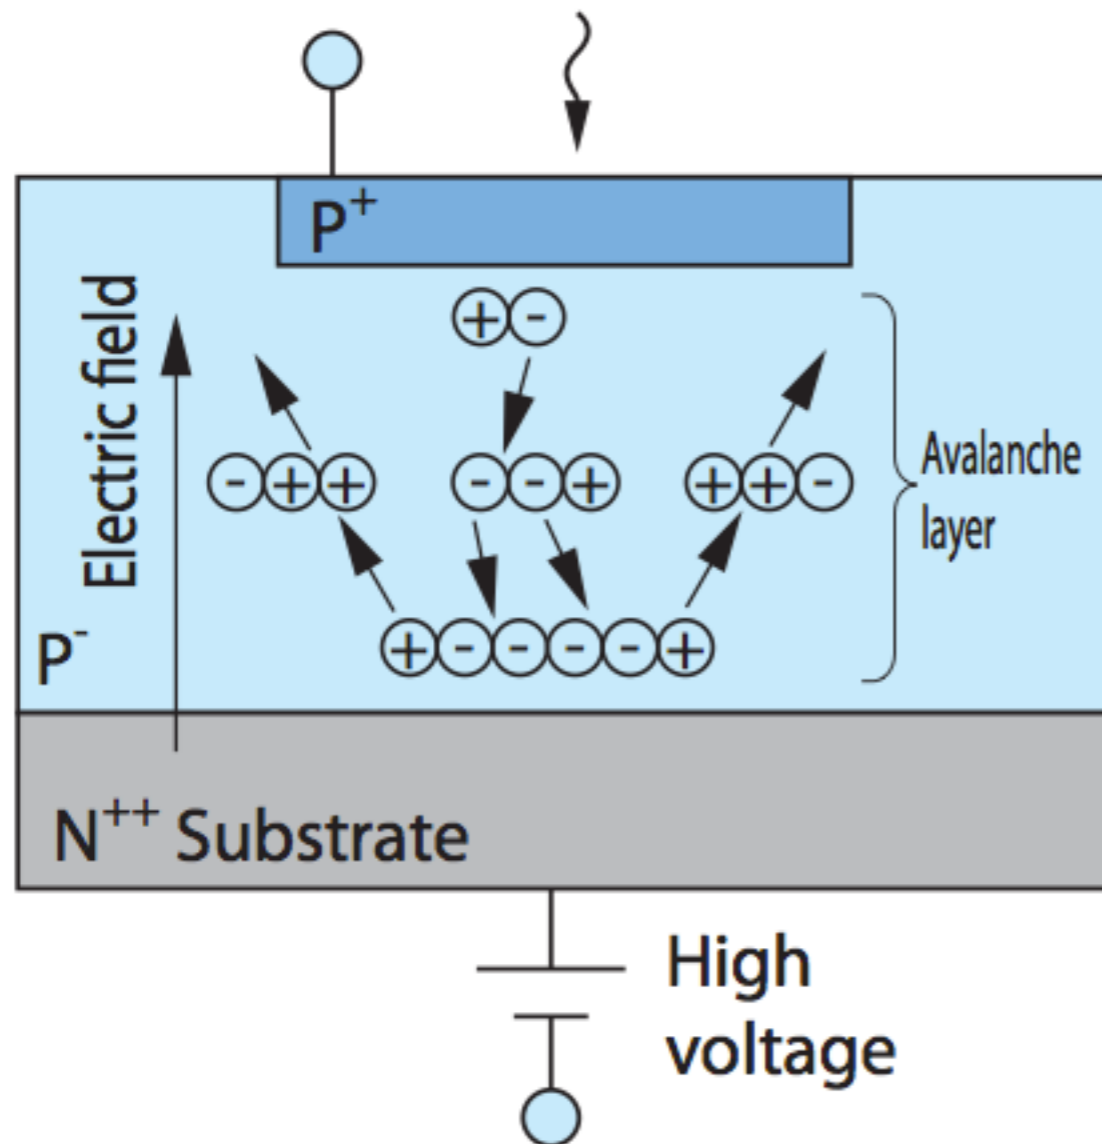 P⁺
Electric field
+ -
- + +
- - +
+ + -
Avalanche
layer
+ - - - - +
P⁻
N⁺⁺ Substrate
High
voltage